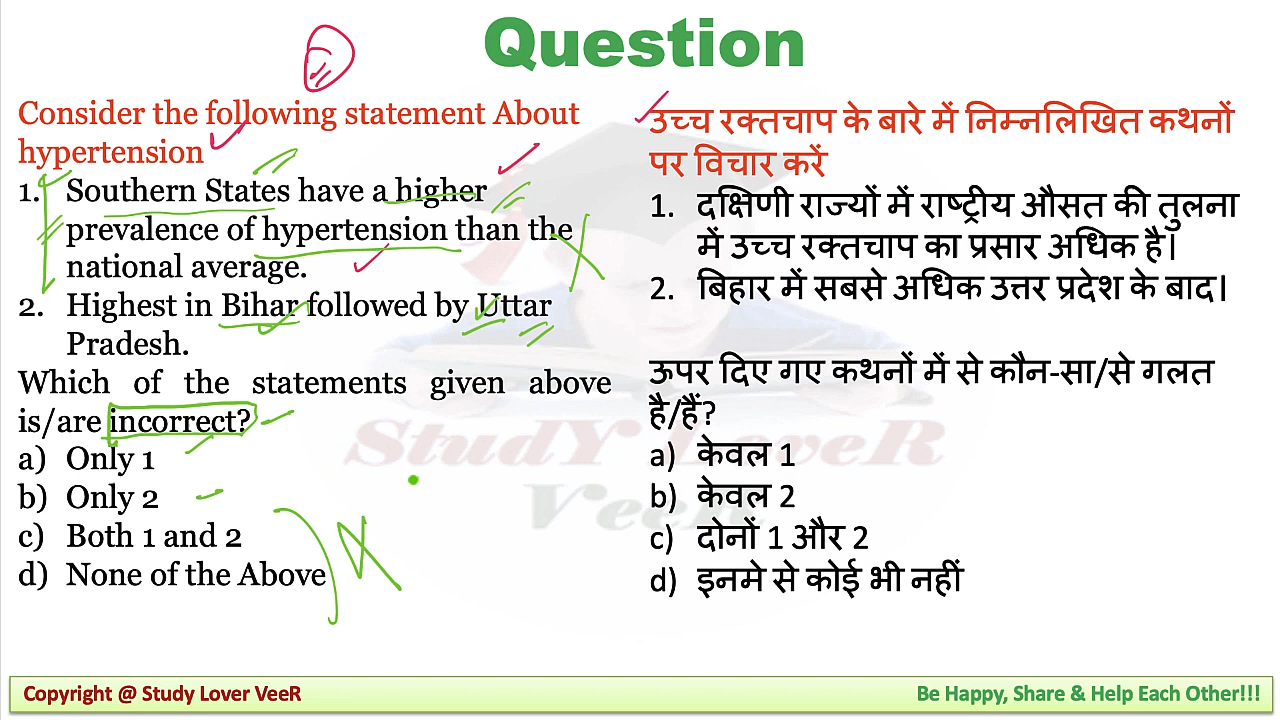 Question
Consider the following statement About
hypertension
1. Southern States have a higher
prevalence of hypertension than the
national average.
2. Highest in Bihar followed by Uttar
Pradesh.
Which of the statements given above
is/are incorrect?
a) Only 1
b) Only 2
c) Both 1 and 2
d) None of the Above
उच्च रक्तचाप के बारे में निम्नलिखित कथनों
पर विचार करें
1. दक्षिणी राज्यों में राष्ट्रीय औसत की तुलना
में उच्च रक्तचाप का प्रसार अधिक है।
2. बिहार में सबसे अधिक उत्तर प्रदेश के बाद।
ऊपर दिए गए कथनों में से कौन-सा/से गलत
है/हैं?
a) केवल 1
b) केवल 2
c) दोनों 1 और 2
d) इनमे से कोई भी नहीं
StudY LoveR
VeeR
Copyright @ Study Lover VeeR
Be Happy, Share & Help Each Other!!!